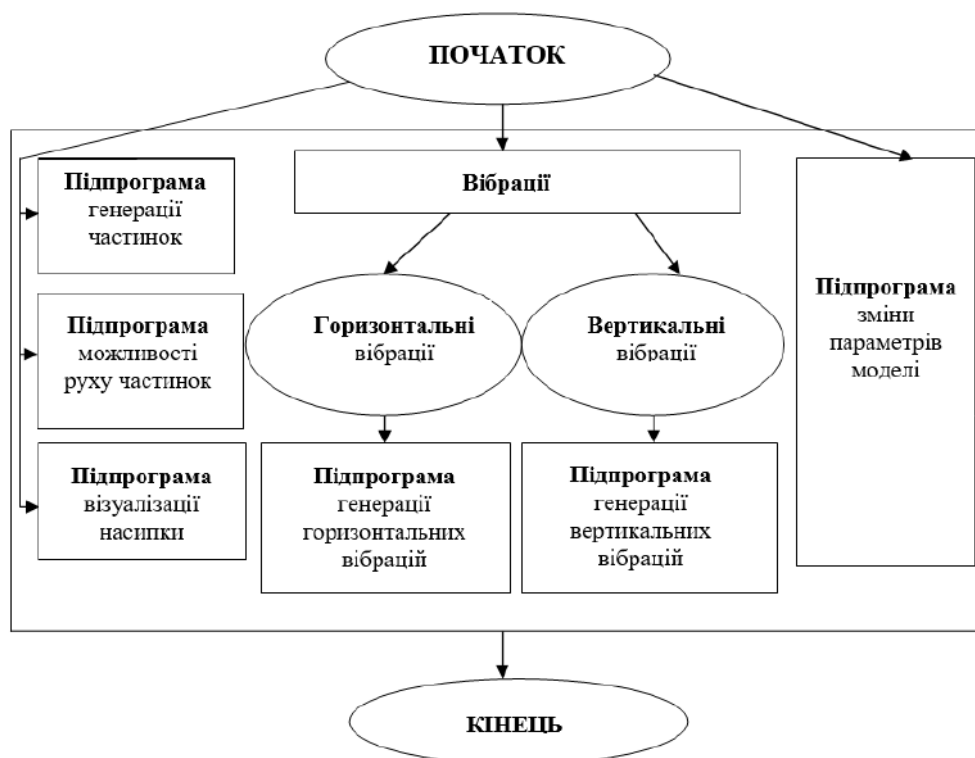 ПОЧАТОК
Підпрограма
генерації
частинок
Підпрограма
можливості
руху частинок
Підпрограма
візуалізації
насипки
Вібрації
Горизонтальні
вібрації
Вертикальні
вібрації
Підпрограма
генерації
горизонтальних
вібрацій
Підпрограма
генерації
вертикальних
вібрацій
Підпрограма
зміни
параметрів
моделі
КІНЕЦЬ